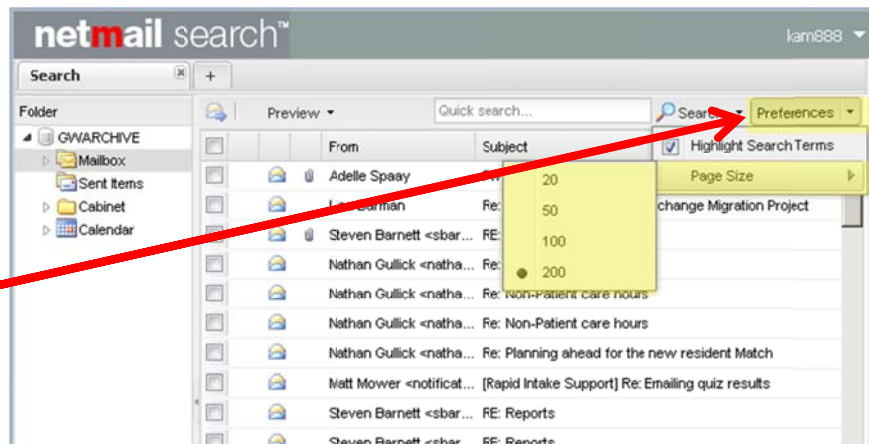 netmail search™
kam888
Search
+
Folder
Preview
Quick search...
Search
Preferences
GWARCHIVE
Mailbox
Sent Items
Cabinet
Calendar
From
Subject
Highlight Search Terms
Page Size
20
50
100
200
Adelle Spaay
Re: change Migration Project
Steven Barnett <sbar... RE:
Nathan Gullick <natha... Re:
Nathan Gullick <natha... Re: Non-Patient care hours
Nathan Gullick <natha... Re: Non-Patient care hours
Nathan Gullick <natha... Re: Planning ahead for the new resident Match
Matt Mower <notificat... [Rapid Intake Support] Re: Emailing quiz results
Steven Barnett <sbar... RE: Reports
Steven Barnett <sbar... RE: Reports